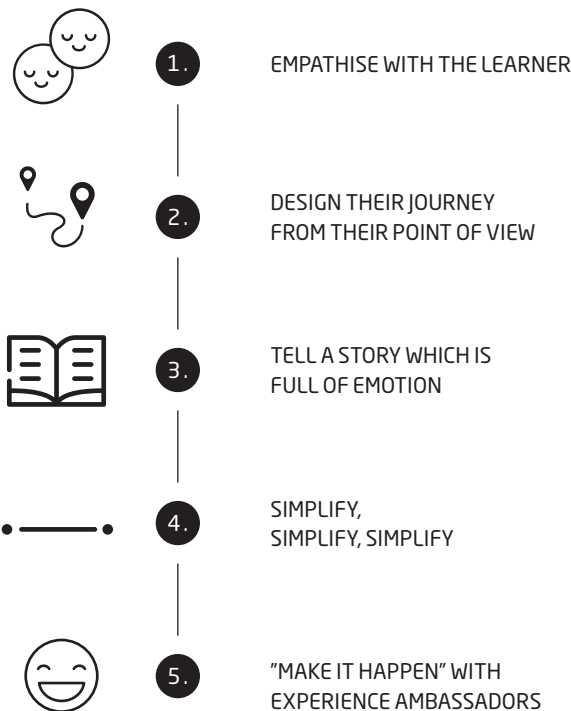 1. EMPATHISE WITH THE LEARNER
2. DESIGN THEIR JOURNEY
FROM THEIR POINT OF VIEW
3. TELL A STORY WHICH IS
FULL OF EMOTION
4. SIMPLIFY,
SIMPLIFY, SIMPLIFY
5. ”MAKE IT HAPPEN” WITH
EXPERIENCE AMBASSADORS